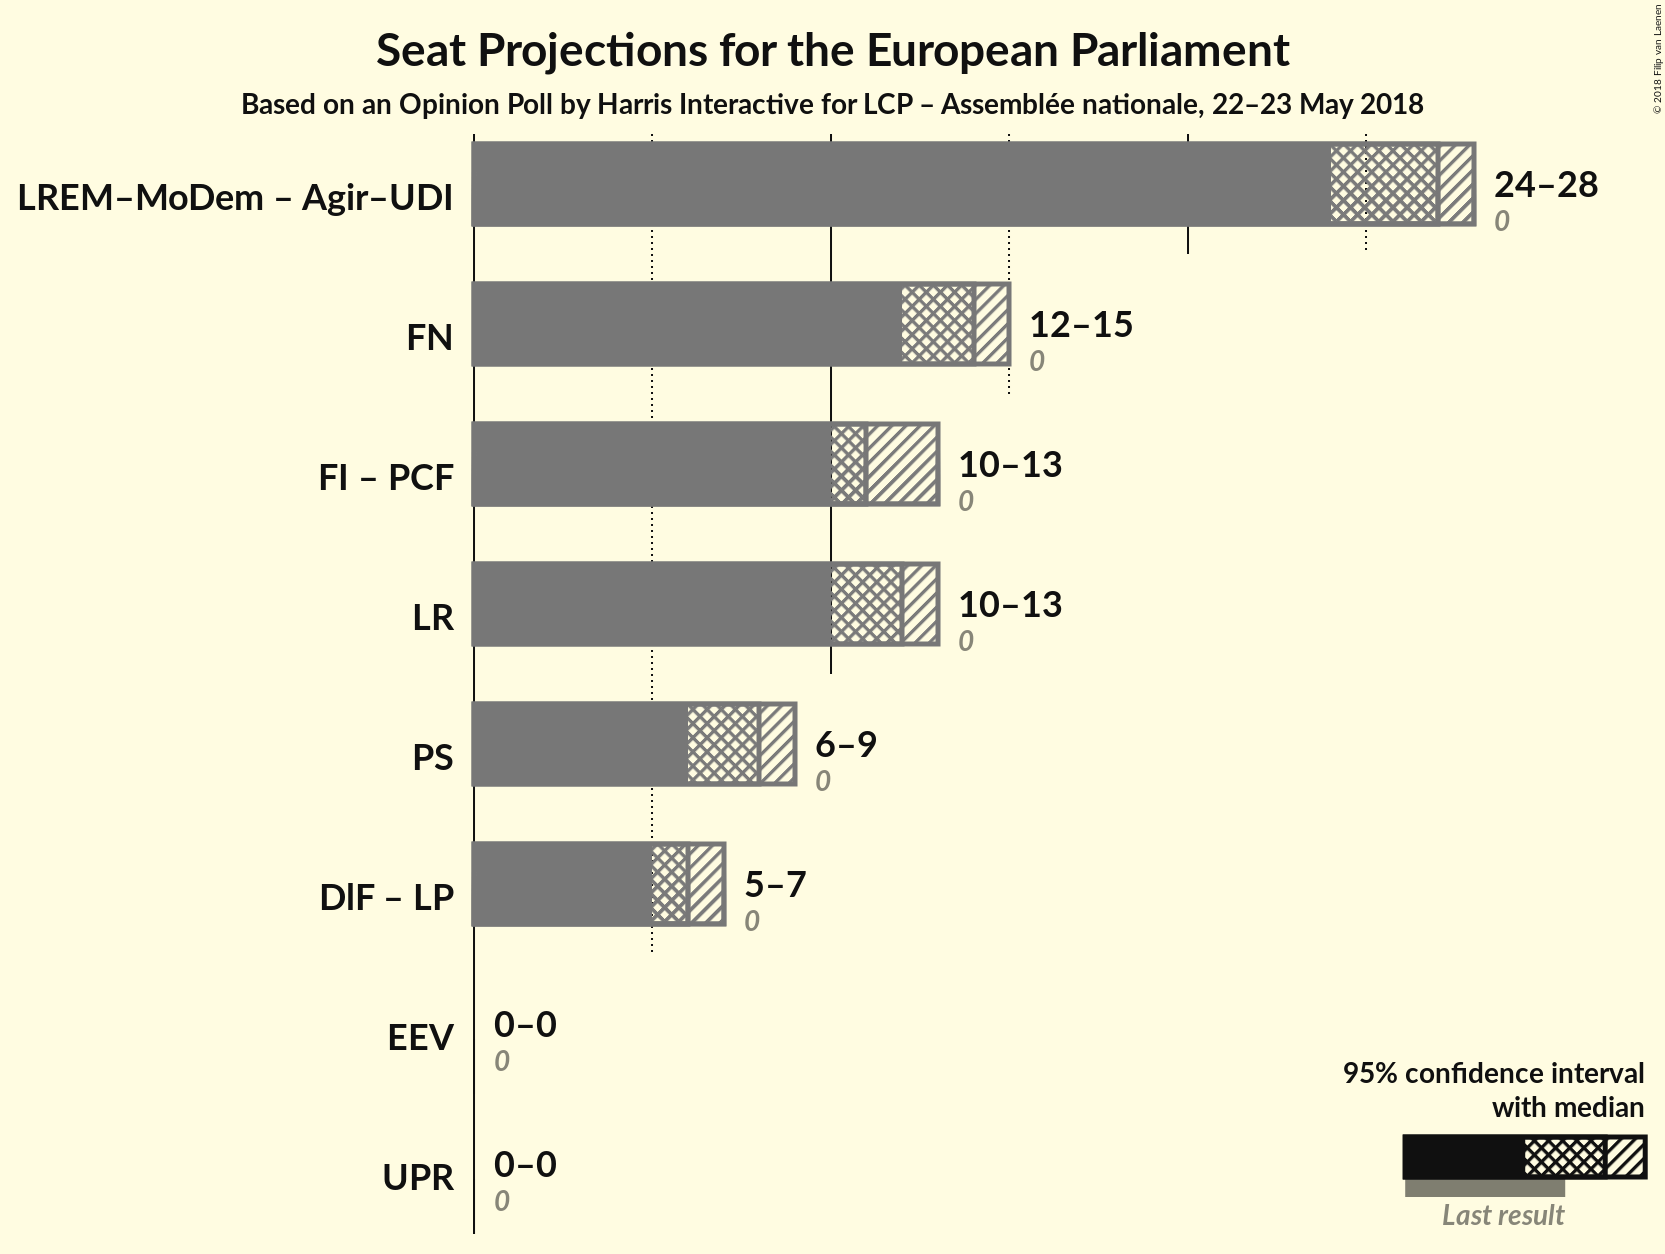 Seat Projections for the European Parliament
Based on an Opinion Poll by Harris Interactive for LCP – Assemblée nationale, 22–23 May 2018
© 2018 Filip van Laenen
LREM–MoDem – Agir–UDI
24–28
0
FN
12–15
0
FI – PCF
10–13
0
LR
10–13
0
PS
6–9
0
DlF – LP
5–7
0
EEV
0–0
0
UPR
0–0
0
95% confidence interval
with median
Last result